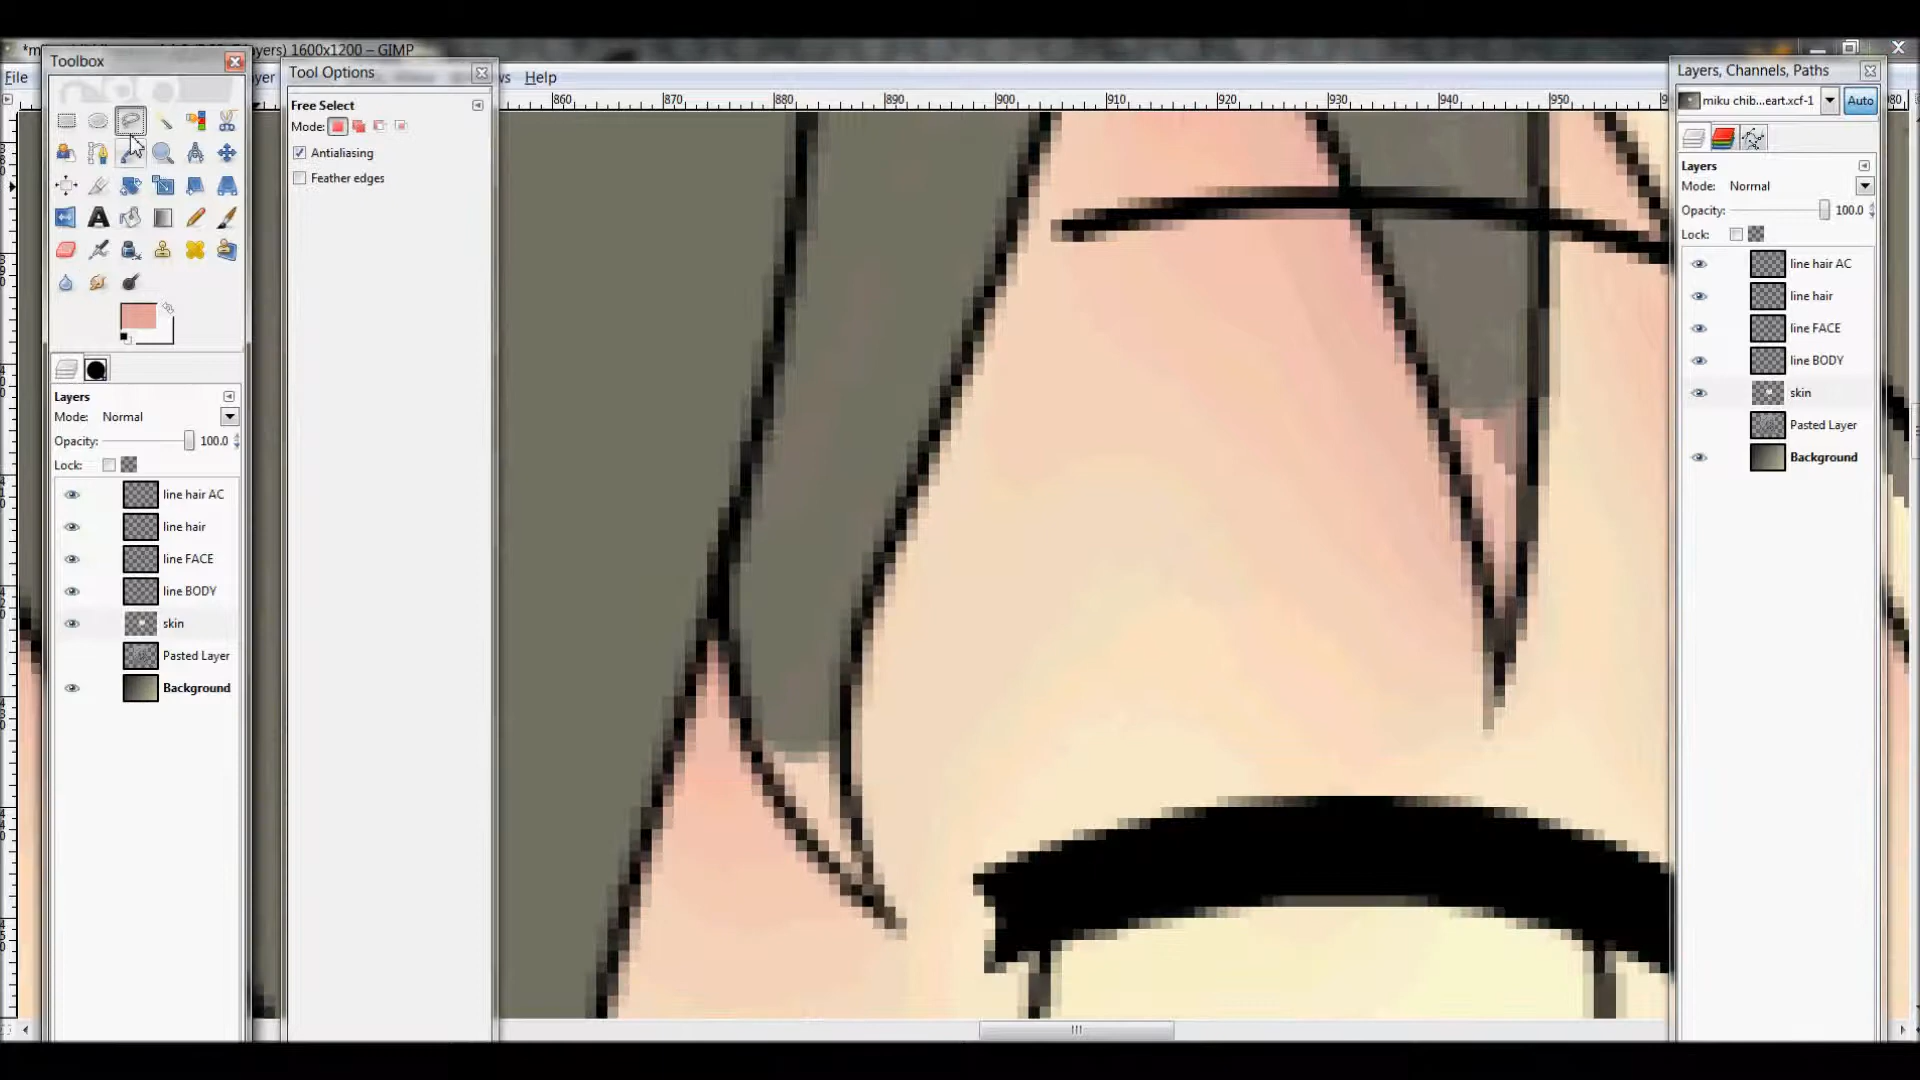 *m
ayers) 1600x1200 – GIMP
Toolbox
Tool Options
Layers, Channels, Paths
File
ayer
s
Help
miku chib...eart.xcf-1
Auto
860
870
880
890
900
910
920
930
940
950
Free Select
Mode:
Antialiasing
Feather edges
Layers
Mode: Normal
Opacity: 100.0
Lock:
line hair AC
line hair
line FACE
line BODY
skin
Pasted Layer
Background
Layers
Mode: Normal
Opacity: 100.0
Lock:
line hair AC
line hair
line FACE
line BODY
skin
Pasted Layer
Background